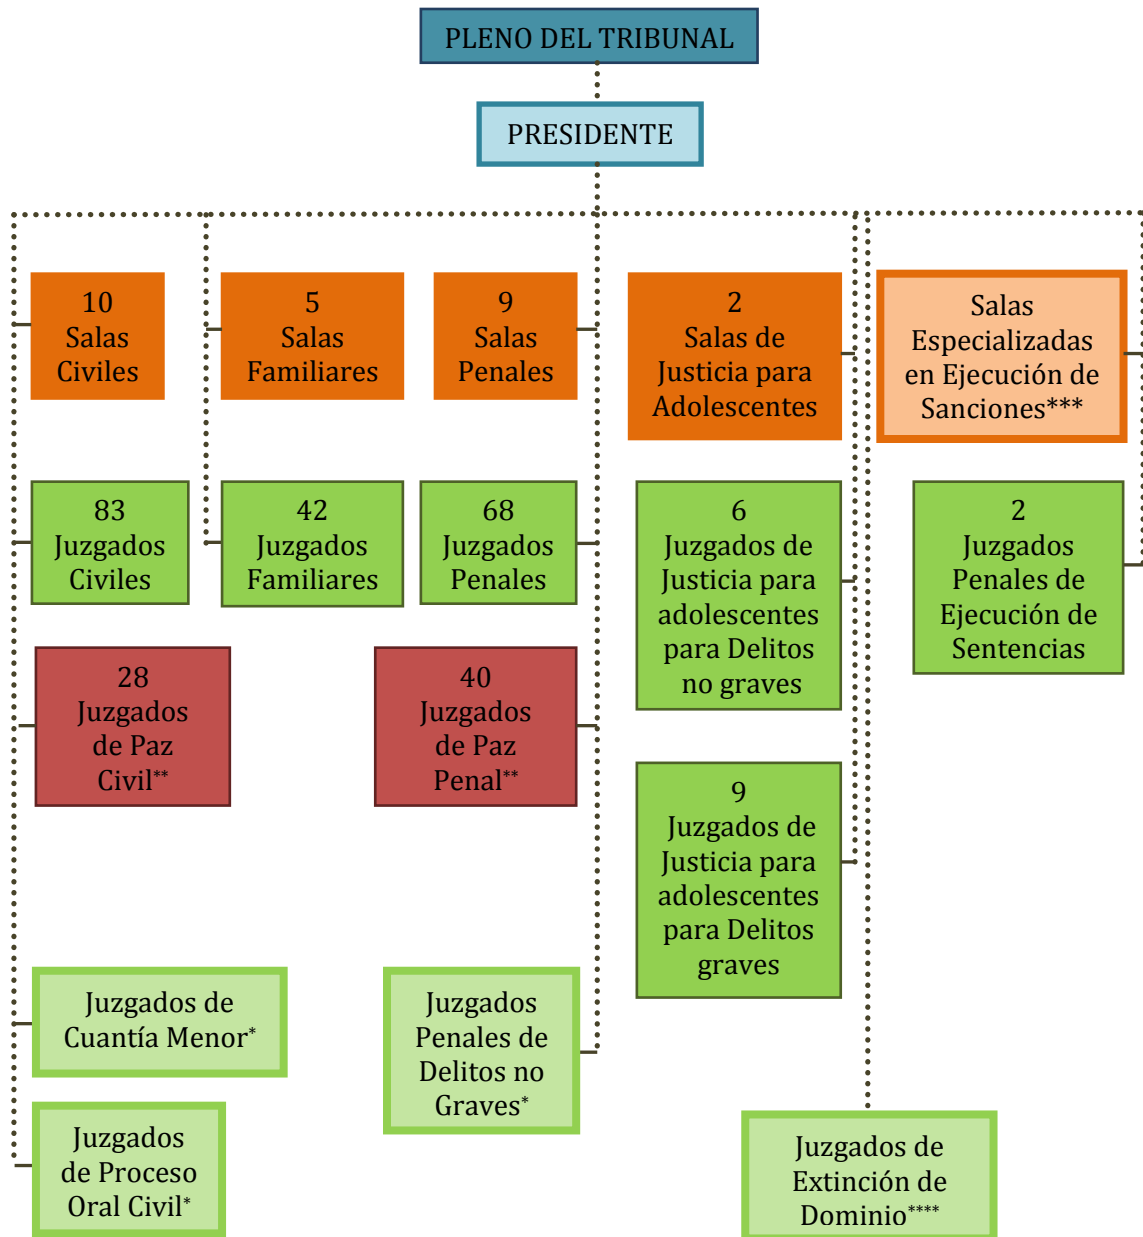 PLENO DEL TRIBUNAL
PRESIDENTE
10
Salas
Civiles
5
Salas
Familiares
9
Salas
Penales
2
Salas de
Justicia para
Adolescentes
Salas
Especializadas
en Ejecución de
Sanciones***
83
Juzgados
Civiles
42
Juzgados
Familiares
68
Juzgados
Penales
6
Juzgados de
Justicia para
adolescentes
para Delitos
no graves
2
Juzgados
Penales de
Ejecución de
Sentencias
28
Juzgados
de Paz
Civil**
40
Juzgados
de Paz
Penal**
9
Juzgados de
Justicia para
adolescentes
para Delitos
graves
Juzgados de
Cuantía Menor*
Juzgados
Penales de
Delitos no
Graves*
Juzgados
de Proceso
Oral Civil*
Juzgados de
Extinción de
Dominio****